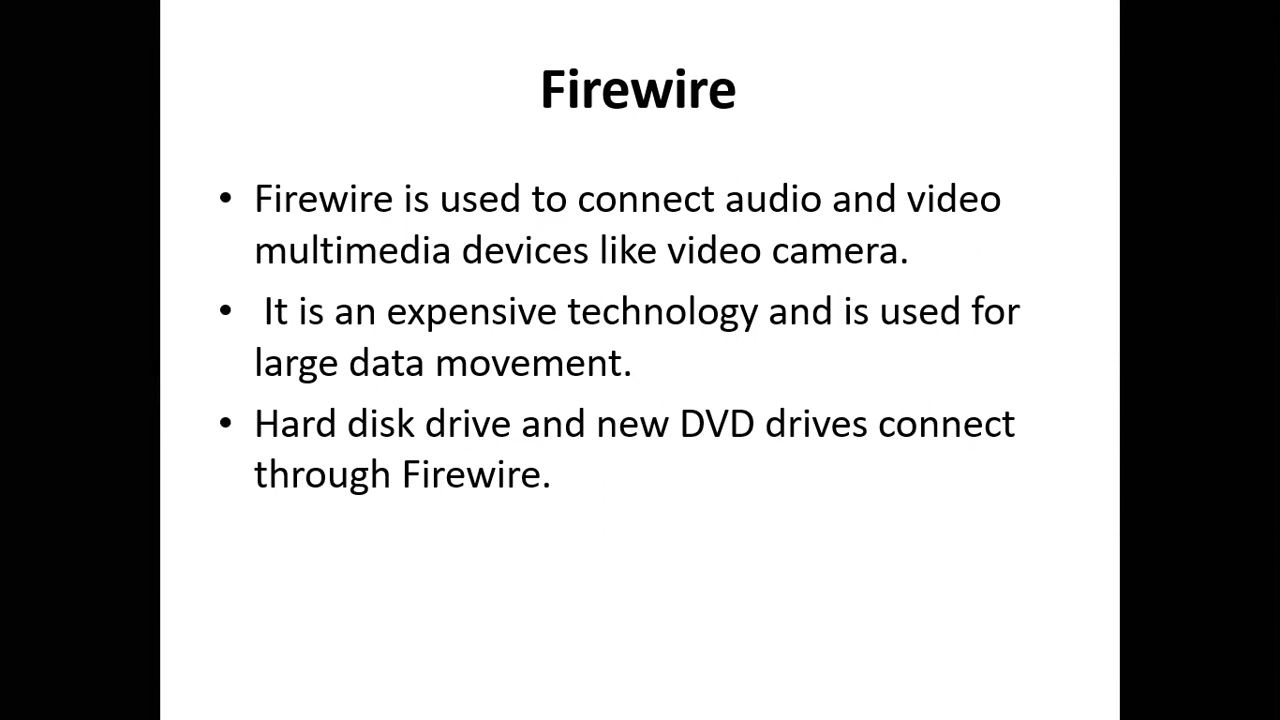 Firewire
• Firewire is used to connect audio and video
multimedia devices like video camera.
• It is an expensive technology and is used for
large data movement.
• Hard disk drive and new DVD drives connect
through Firewire.